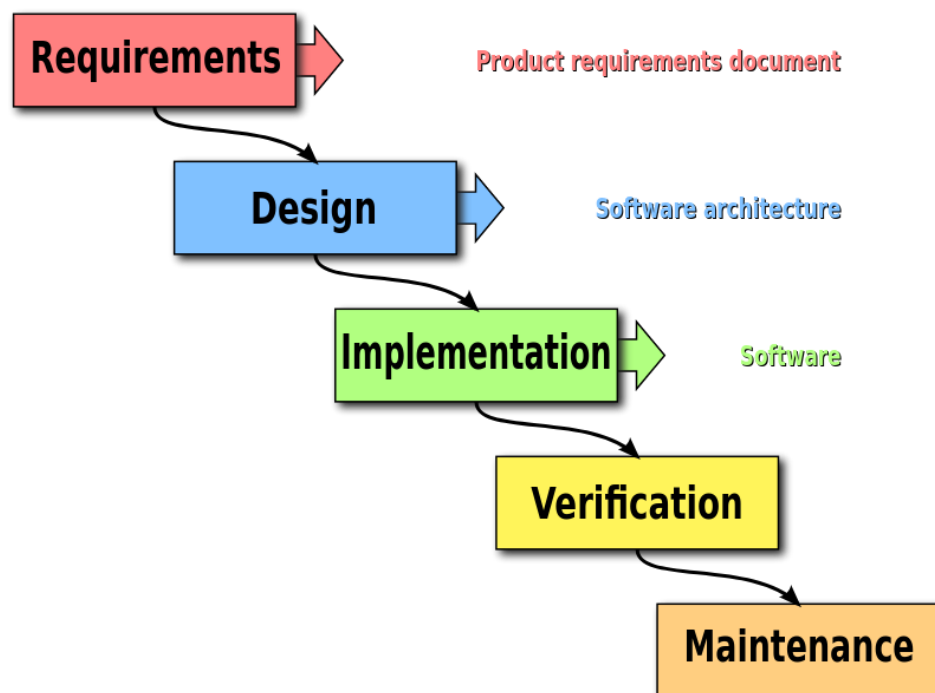 Requirements
Product requirements document
Design
Software architecture
Implementation
Software
Verification
Maintenance